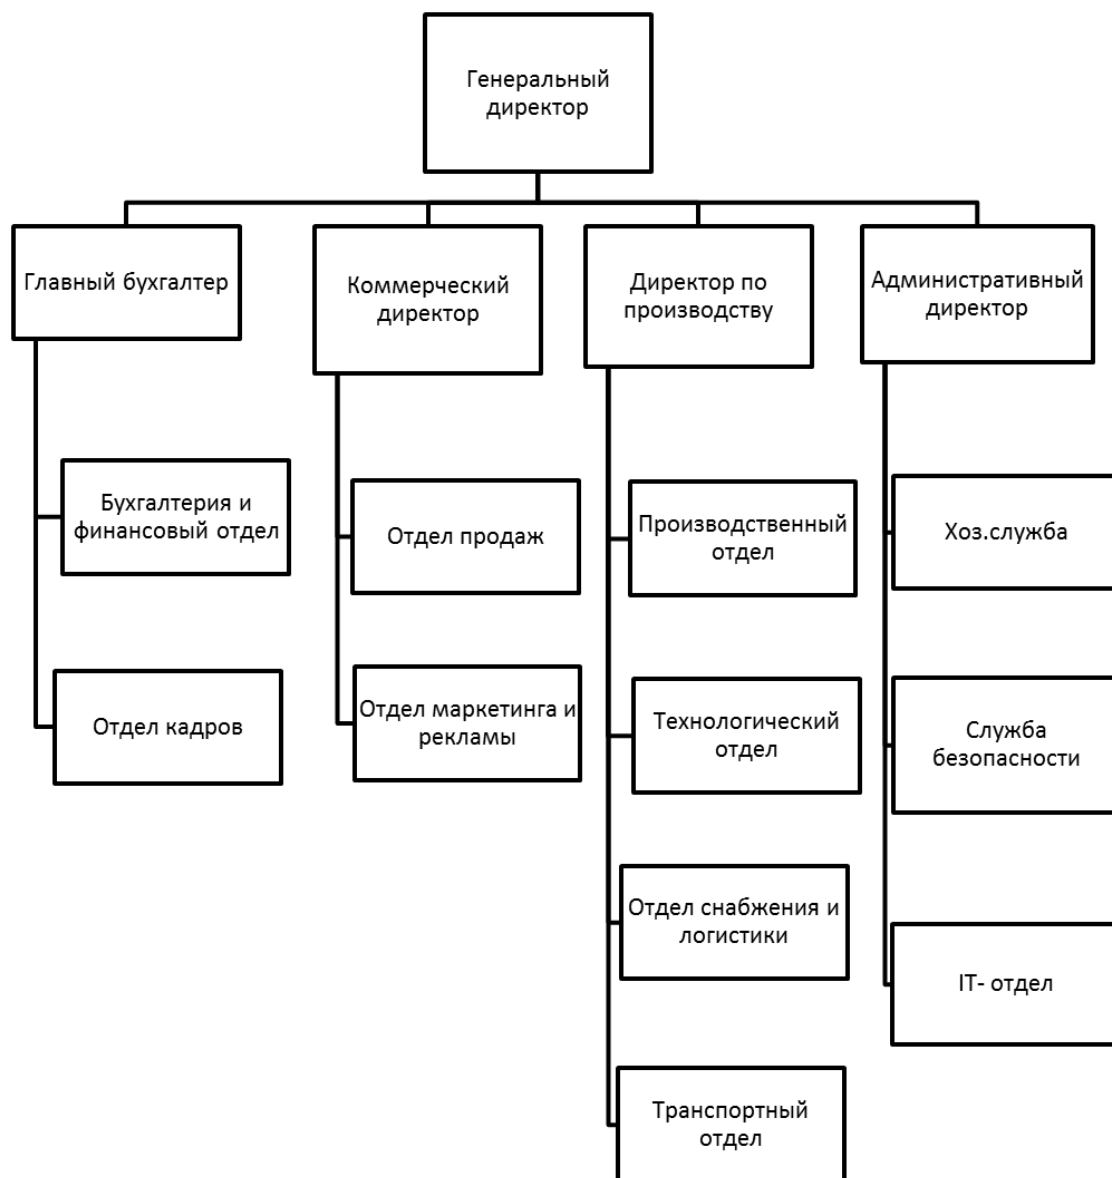 Генеральный
директор
Главный бухгалтер
Коммерческий
директор
Директор по
производству
Административный
директор
Бухгалтерия и
финансовый отдел
Отдел продаж
Производственный
отдел
Хоз.служба
Отдел кадров
Отдел маркетинга и
рекламы
Технологический
отдел
Служба
безопасности
Отдел снабжения и
логистики
IT- отдел
Транспортный
отдел